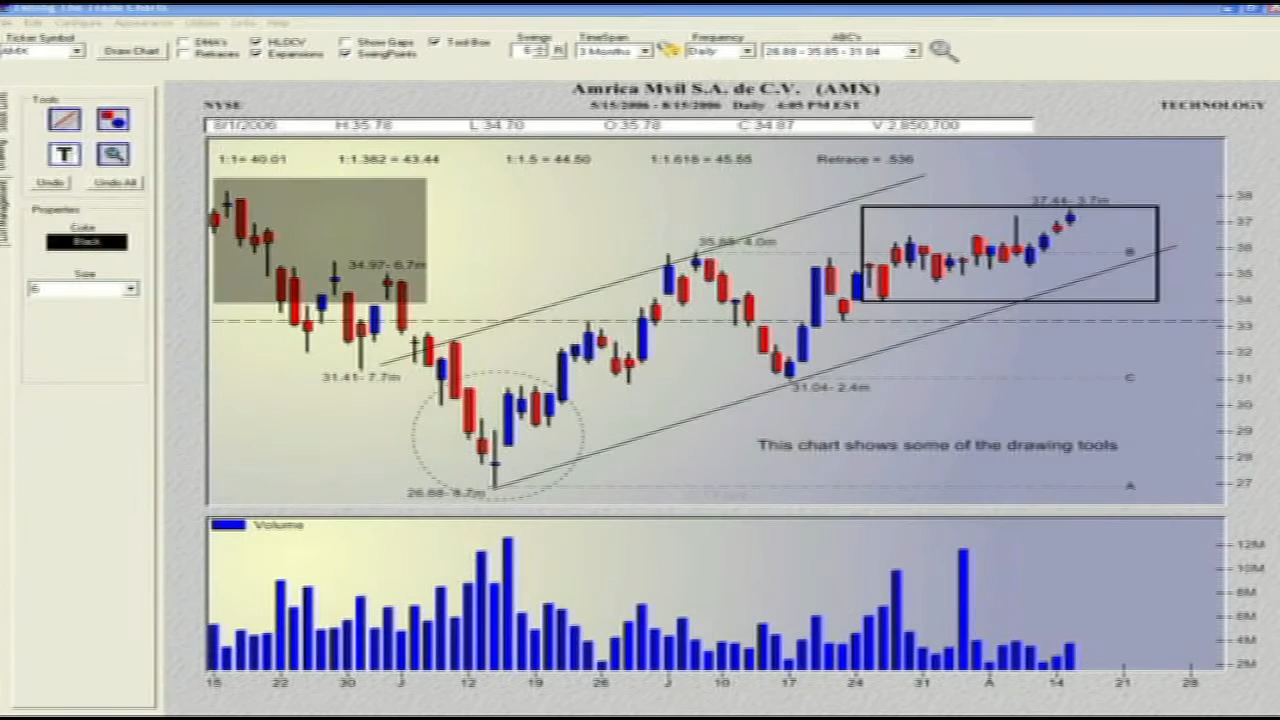 Ticker Symbol
AMX
Draw Chart
DMA's
Retraces
HLOCV
Expansions
Show Gaps
SwingPoints
Tool Box
Swings
6
R
TimeSpan
3 Months
Frequency
Daily
ABC's
26.88 - 35.85 - 31.04
Tools
T
Undo
Undo All
Properties
Color
Black
Size
6
Amrica Mvil S.A. de C.V. (AMX)
NYSE
5/15/2006 - 8/15/2006 Daily 4:05 PM EST
TECHNOLOGY
8/1/2006 H:35.78 L:34.70 O:35.78 C:34.87 V:2,850,700
1:1= 40.01 1:1.382 = 43.44 1:1.5 = 44.50 1:1.618 = 45.55 Retrace = .536
37.44- 3.7m
38
37
36
35
34
33
32
31
30
29
28
27
35.85- 4.0m
B
34.97- 6.7m
31.41- 7.7m
C
31.04- 2.4m
This chart shows some of the drawing tools
26.88- 8.7m
A
Volume
12M
10M
8M
6M
4M
2M
15 22 30 J 12 19 26 J 10 17 24 31 A 14 21 28